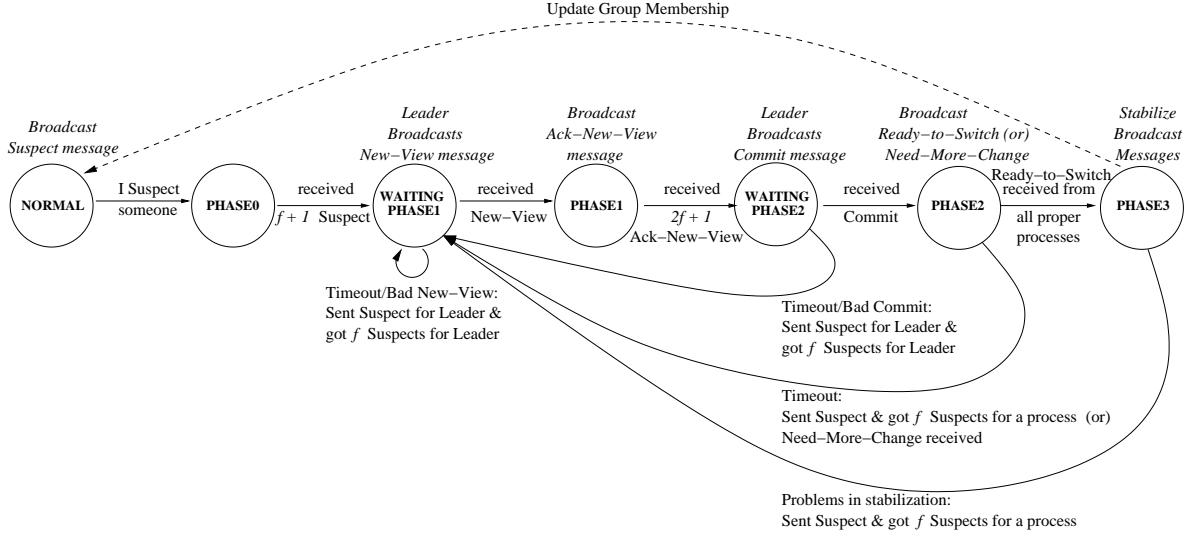 Update Group Membership
Broadcast
Suspect message
Leader
Broadcasts
New−View message
Broadcast
Ack−New−View
message
Leader
Broadcasts
Commit message
Broadcast
Ready−to−Switch (or)
Need−More−Change
Stabilize
Broadcast
Messages
NORMAL
I Suspect
someone
PHASE0
received
f + 1 Suspect
WAITING
PHASE1
received
New−View
PHASE1
received
2f + 1
Ack−New−View
WAITING
PHASE2
received
Commit
PHASE2
Ready−to−Switch
received from
all proper
processes
PHASE3
Timeout/Bad New−View:
Sent Suspect for Leader &
got f Suspects for Leader
Timeout/Bad Commit:
Sent Suspect for Leader &
got f Suspects for Leader
Timeout:
Sent Suspect & got f Suspects for a process (or)
Need−More−Change received
Problems in stabilization:
Sent Suspect & got f Suspects for a process